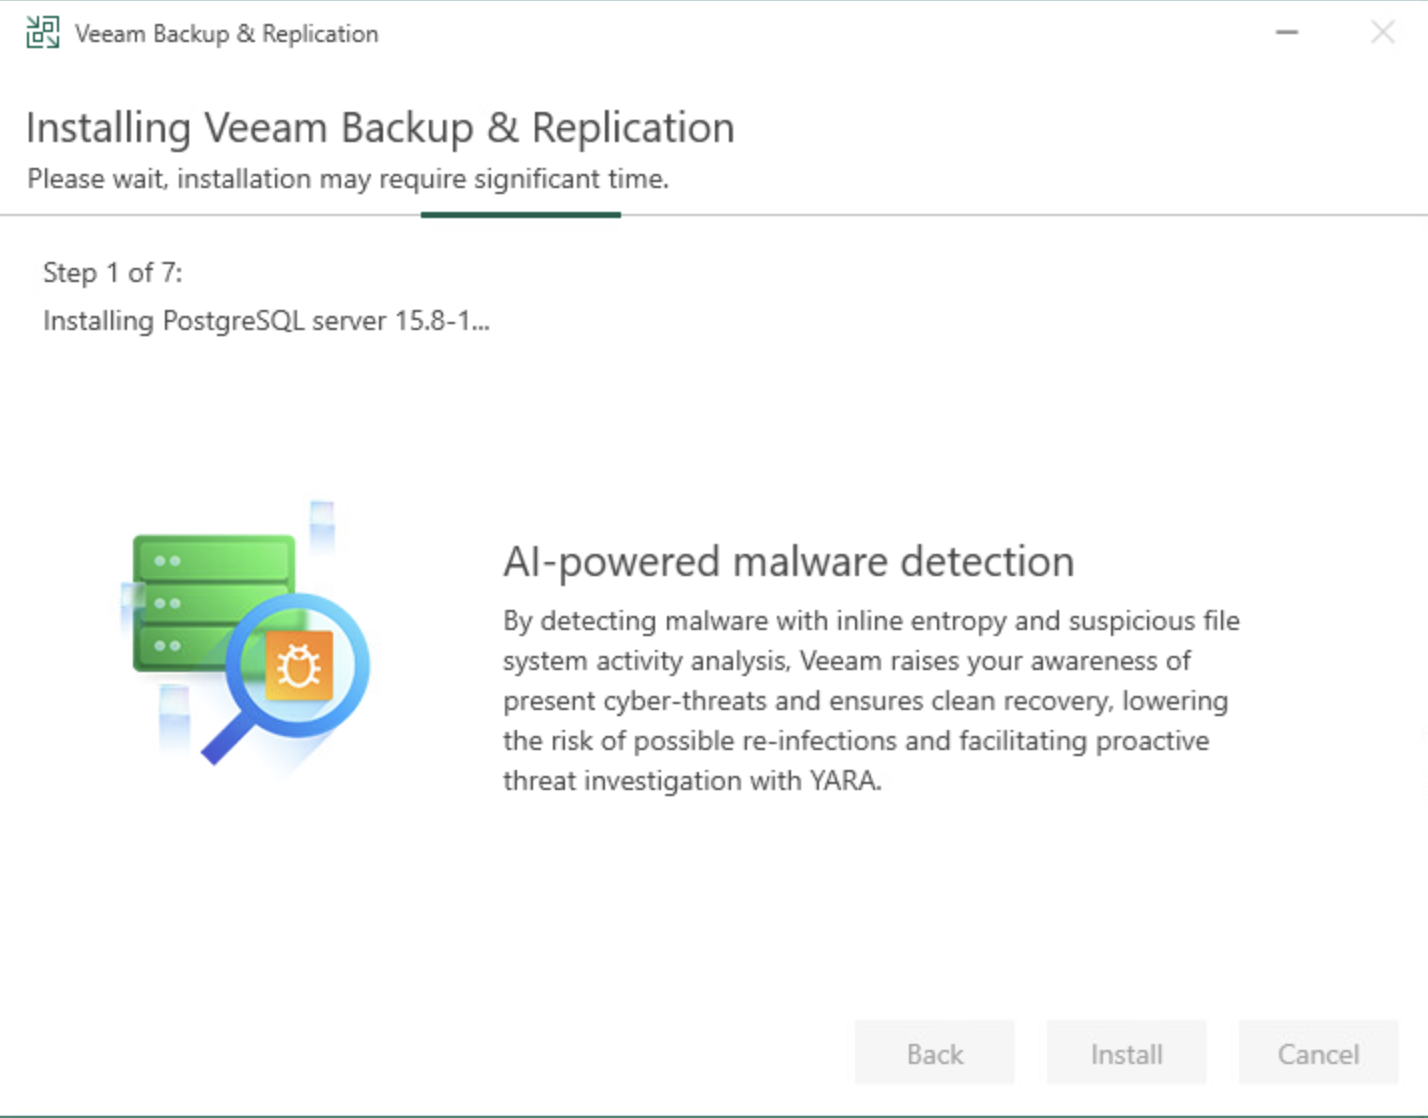 Veeam Backup & Replication
Installing Veeam Backup & Replication
Please wait, installation may require significant time.
Step 1 of 7:
Installing PostgreSQL server 15.8-1...
AI-powered malware detection
By detecting malware with inline entropy and suspicious file
system activity analysis, Veeam raises your awareness of
present cyber-threats and ensures clean recovery, lowering
the risk of possible re-infections and facilitating proactive
threat investigation with YARA.
Back
Install
Cancel